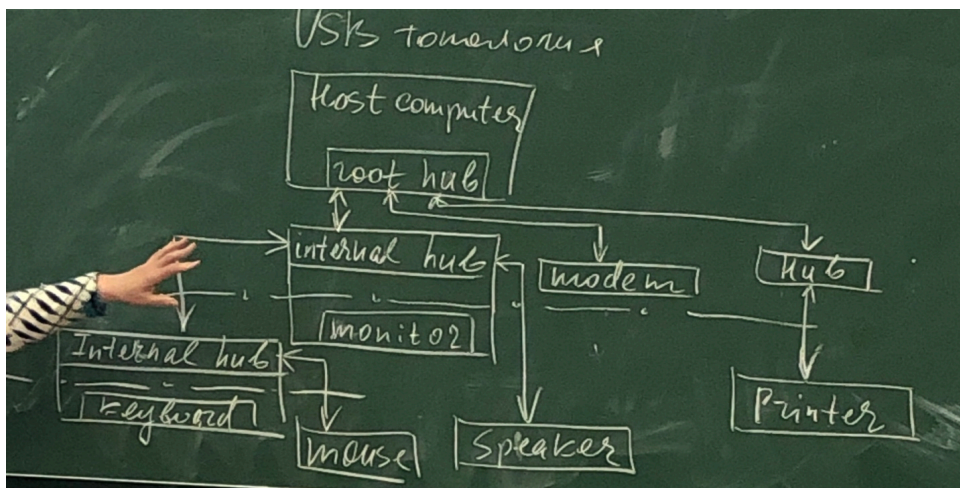 USB топология
Host computer
root hub
internal hub
modem
Hub
monitor
Internal hub
keyboard
mouse
Speaker
Printer